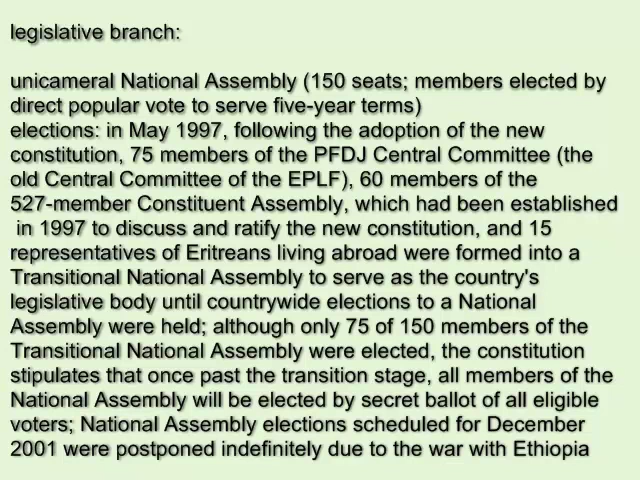 legislative branch:
unicameral National Assembly (150 seats; members elected by
direct popular vote to serve five-year terms)
elections: in May 1997, following the adoption of the new
constitution, 75 members of the PFDJ Central Committee (the
old Central Committee of the EPLF), 60 members of the
527-member Constituent Assembly, which had been established
in 1997 to discuss and ratify the new constitution, and 15
representatives of Eritreans living abroad were formed into a
Transitional National Assembly to serve as the country's
legislative body until countrywide elections to a National
Assembly were held; although only 75 of 150 members of the
Transitional National Assembly were elected, the constitution
stipulates that once past the transition stage, all members of the
National Assembly will be elected by secret ballot of all eligible
voters; National Assembly elections scheduled for December
2001 were postponed indefinitely due to the war with Ethiopia